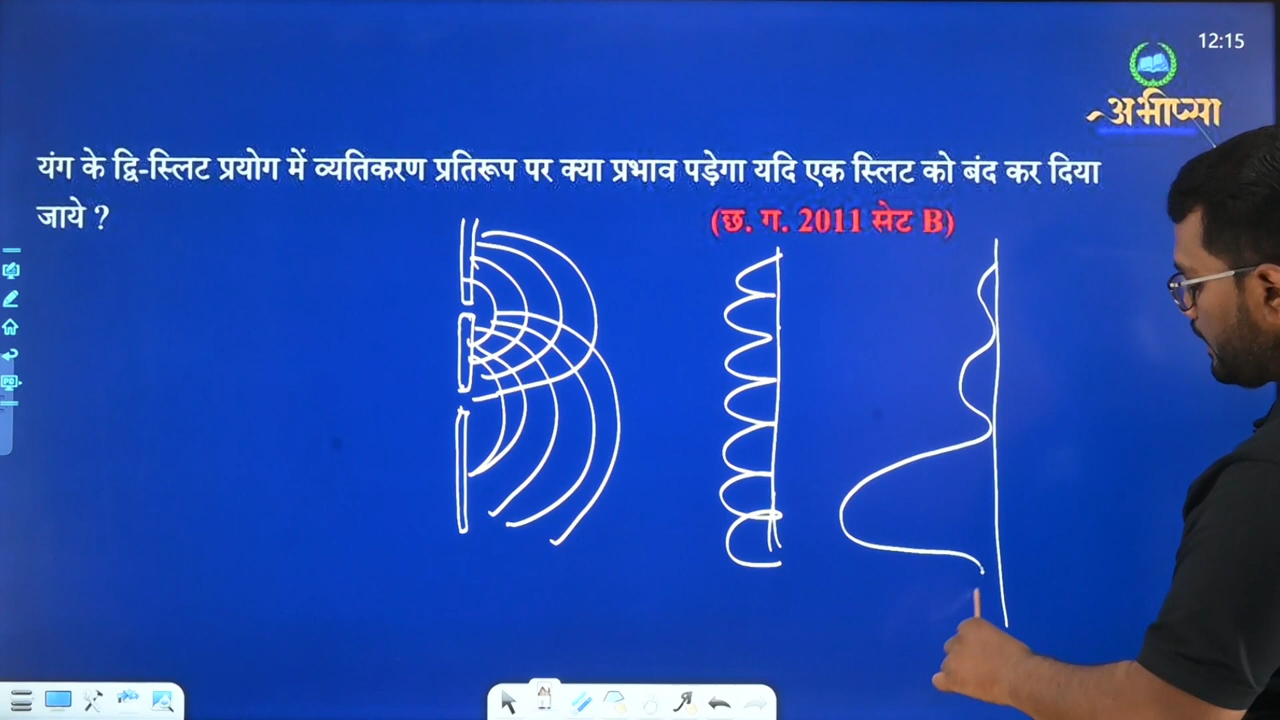 12:15
अभीप्सा
यंग के द्वि-स्लिट प्रयोग में व्यतिकरण प्रतिरूप पर क्या प्रभाव पड़ेगा यदि एक स्लिट को बंद कर दिया
जाये ?
(छ. ग. 2011 सेट B)